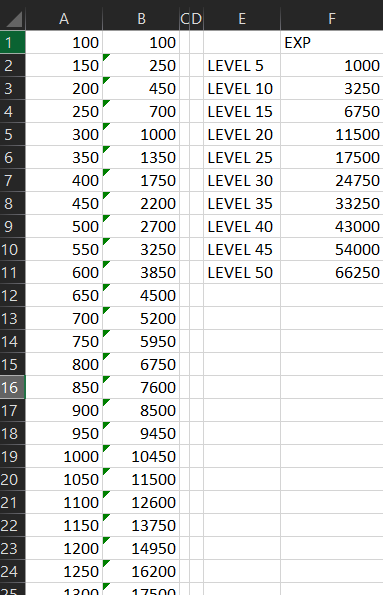 A B C D E F
1 100 100 EXP
2 150 250 LEVEL 5 1000
3 200 450 LEVEL 10 3250
4 250 700 LEVEL 15 6750
5 300 1000 LEVEL 20 11500
6 350 1350 LEVEL 25 17500
7 400 1750 LEVEL 30 24750
8 450 2200 LEVEL 35 33250
9 500 2700 LEVEL 40 43000
10 550 3250 LEVEL 45 54000
11 600 3850 LEVEL 50 66250
12 650 4500
13 700 5200
14 750 5950
15 800 6750
16 850 7600
17 900 8500
18 950 9450
19 1000 10450
20 1050 11500
21 1100 12600
22 1150 13750
23 1200 14950
24 1250 16200
25 1300 17500